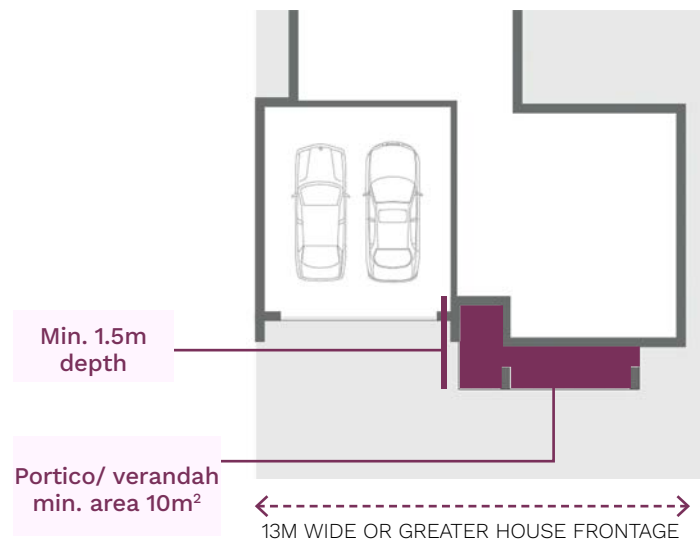 Min. 1.5m
depth
Portico/ verandah
min. area 10m²
13M WIDE OR GREATER HOUSE FRONTAGE